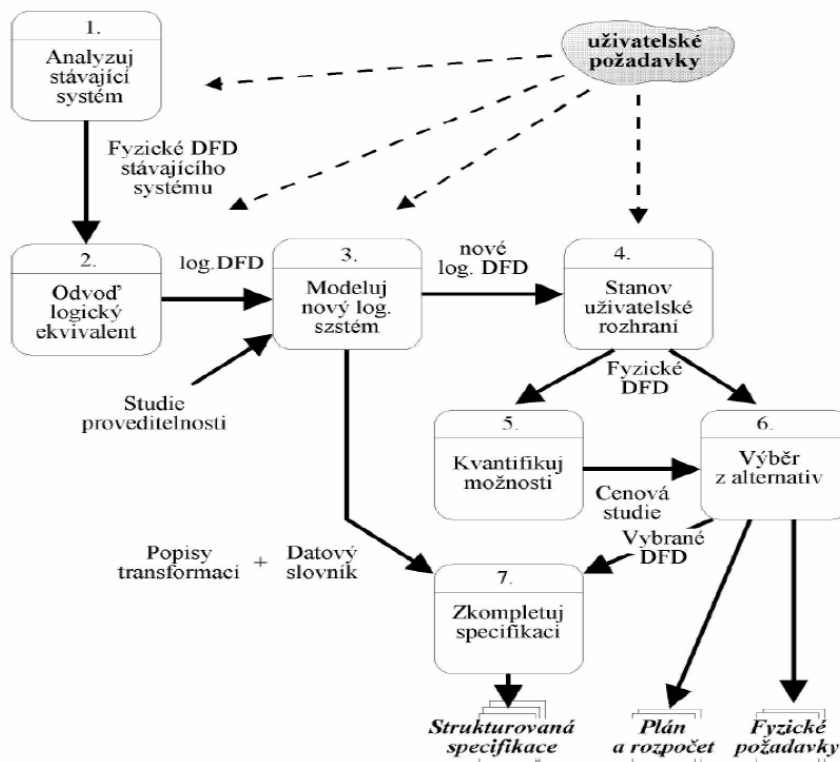 1.
Analyzuj
stávající
systém
uživatelské
požadavky
Fyzické DFD
stávajícího
systému
2.
Odvoď
logický
ekvivalent
log.DFD
3.
Modeluj
nový log.
szstém
nové
log. DFD
4.
Stanov
uživatelské
rozhraní
Studie
proveditelnosti
Fyzické
DFD
5.
Kvantifikuj
možnosti
6.
Výběr
z alternativ
Cenová
studie
Vybrané
DFD
Popisy
transformací
+
Datový
slovník
7.
Zkompletuj
specifikaci
Strukturovaná
specifikace
Plán
a rozpočet
Fyzické
požadavky